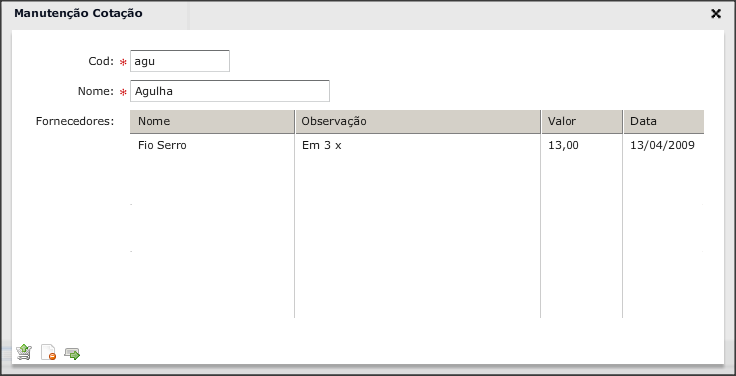 Manutenção Cotação
Cod: * agu
Nome: * Agulha
Fornecedores: Nome Observação Valor Data
Fio Serro Em 3 x 13,00 13/04/2009